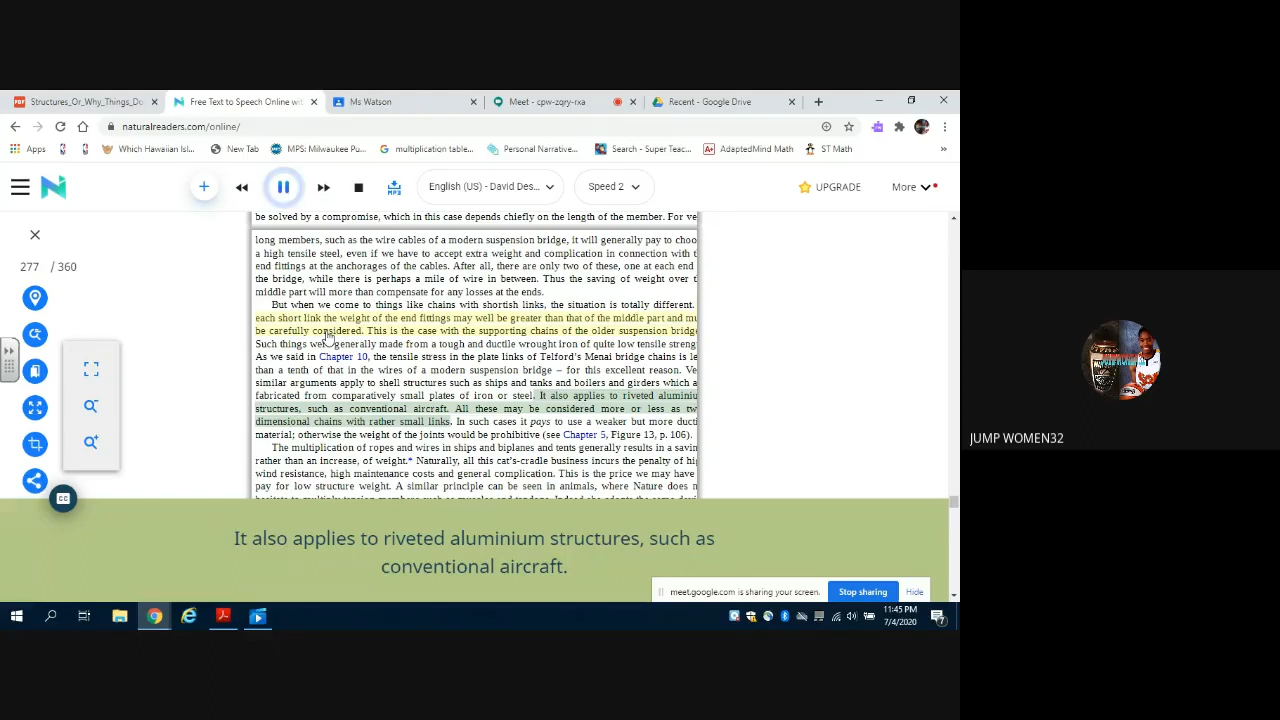 Structures_Or_Why_Things_Do
Free Text to Speech Online wit
Ms Watson
Meet - cpw-zqry-rxa
Recent - Google Drive
naturalreaders.com/online/
Apps
Which Hawaiian Isl...
New Tab
MPS: Milwaukee Pu...
multiplication table...
Personal Narrative...
Search - Super Teac...
AdaptedMind Math
ST Math
MP3
English (US) - David Des...
Speed 2
UPGRADE
More
277 / 360
be solved by a compromise, which in this case depends chiefly on the length of the member. For ve
long members, such as the wire cables of a modern suspension bridge, it will generally pay to choo
a high tensile steel, even if we have to accept extra weight and complication in connection with t
end fittings at the anchorages of the cables. After all, there are only two of these, one at each end
the bridge, while there is perhaps a mile of wire in between. Thus the saving of weight over t
middle part will more than compensate for any losses at the ends.
But when we come to things like chains with shortish links, the situation is totally different.
each short link the weight of the end fittings may well be greater than that of the middle part and mu
be carefully considered. This is the case with the supporting chains of the older suspension bridge
Such things were generally made from a tough and ductile wrought iron of quite low tensile streng
As we said in Chapter 10, the tensile stress in the plate links of Telford's Menai bridge chains is le
than a tenth of that in the wires of a modern suspension bridge – for this excellent reason. Ve
similar arguments apply to shell structures such as ships and tanks and boilers and girders which a
fabricated from comparatively small plates of iron or steel. It also applies to riveted aluminiu
structures, such as conventional aircraft. All these may be considered more or less as tw
dimensional chains with rather small links. In such cases it pays to use a weaker but more ducti
material; otherwise the weight of the joints would be prohibitive (see Chapter 5, Figure 13, p. 106).
The multiplication of ropes and wires in ships and biplanes and tents generally results in a savin
rather than an increase, of weight.* Naturally, all this cat's-cradle business incurs the penalty of hig
wind resistance, high maintenance costs and general complication. This is the price we may have
pay for low structure weight. A similar principle can be seen in animals, where Nature does n
CC
It also applies to riveted aluminium structures, such as
conventional aircraft.
meet.google.com is sharing your screen.
Stop sharing
Hide
11:45 PM
7/4/2020
JUMP WOMEN32